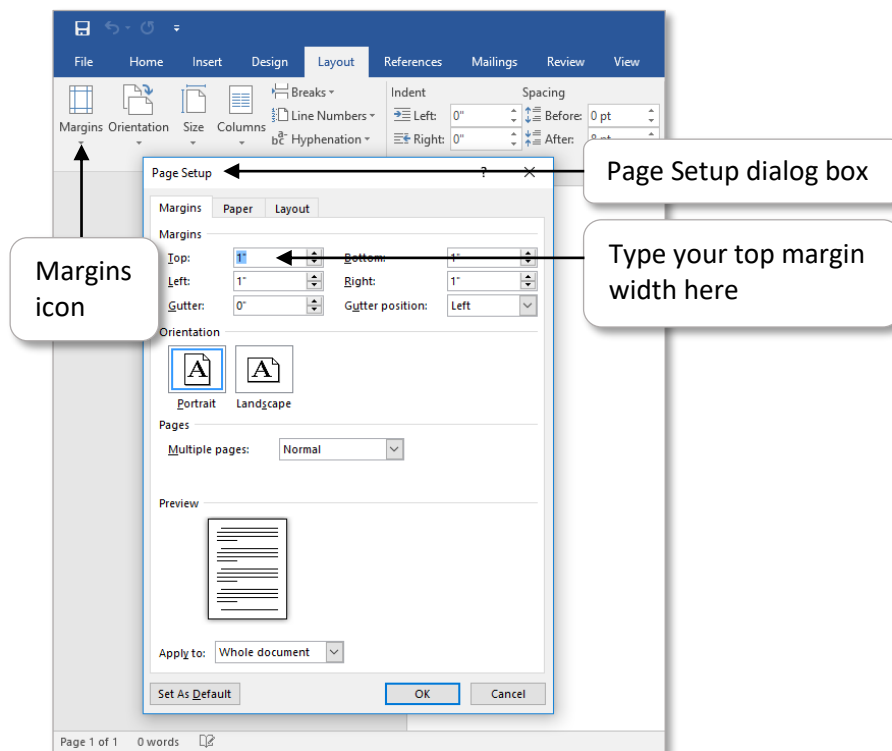 File Home Insert Design Layout References Mailings Review View
Breaks Indent Spacing
Line Numbers Left: 0" Before: 0 pt
Margins Orientation Size Columns
Hyphenation Right: 0" After:
Page Setup ? ×
Page Setup dialog box
Margins Paper Layout
Margins
Top: 1" Bottom: 1"
Type your top margin
width here
Left: 1" Right: 1"
Margins
icon
Gutter: 0" Gutter position: Left
Orientation
A A
Portrait Landscape
Pages
Multiple pages: Normal
Preview
Apply to: Whole document
Set As Default OK Cancel
Page 1 of 1 0 words